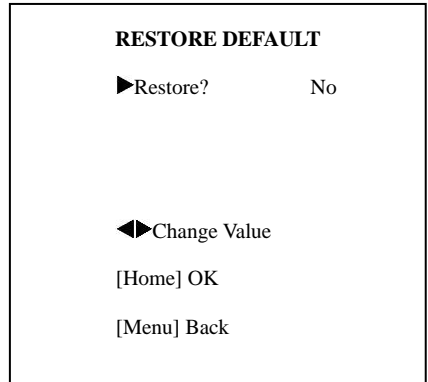 RESTORE DEFAULT
▶Restore? No
◀▶Change Value
[Home] OK
[Menu] Back